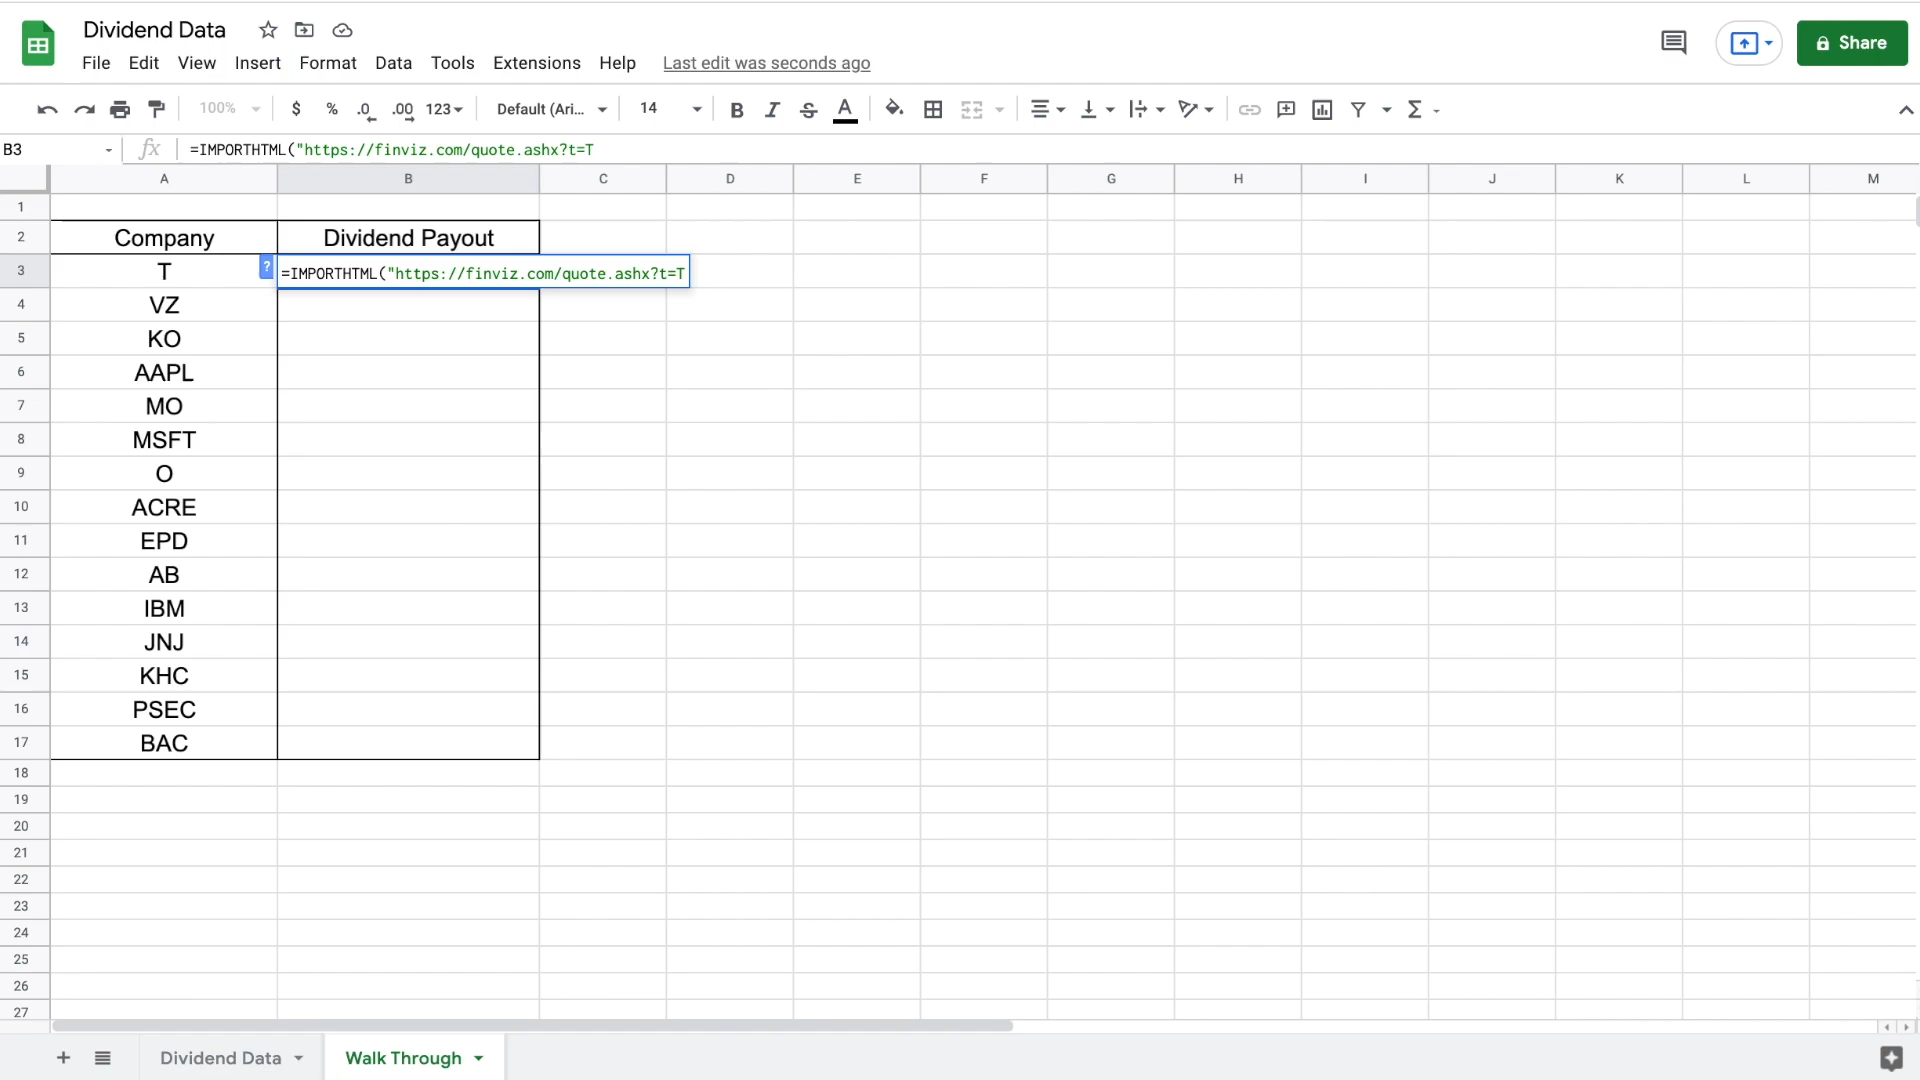 Dividend Data
File Edit View Insert Format Data Tools Extensions Help Last edit was seconds ago
Share
100% $ % .0 .00 123 Default (Ari... 14 B I S A Σ
B3 fx =IMPORTHTML("https://finviz.com/quote.ashx?t=T
A B C D E F G H I J K L M
1
2 Company Dividend Payout
3 T ? =IMPORTHTML("https://finviz.com/quote.ashx?t=T
4 VZ
5 KO
6 AAPL
7 MO
8 MSFT
9 O
10 ACRE
11 EPD
12 AB
13 IBM
14 JNJ
15 KHC
16 PSEC
17 BAC
18
19
20
21
22
23
24
25
26
27
+ Dividend Data Walk Through